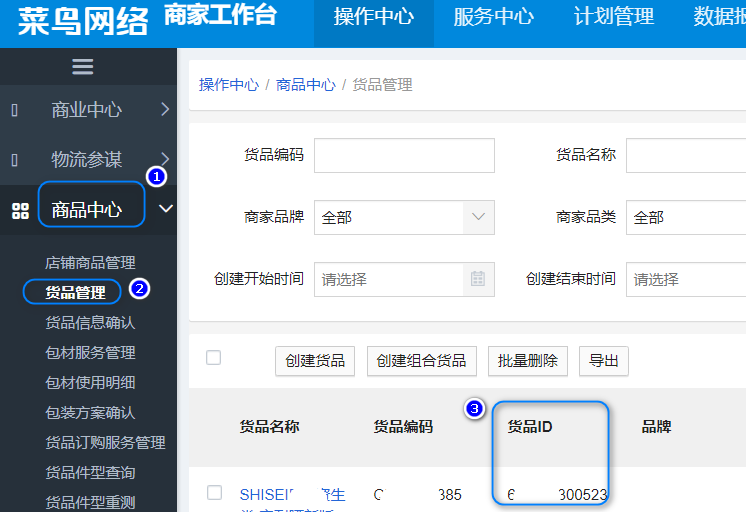 菜鸟网络 商家工作台 操作中心 服务中心 计划管理 数据报
商业中心
物流参谋
1
商品中心
店铺商品管理
货品管理 2
货品信息确认
包材服务管理
包材使用明细
包装方案确认
货品订购服务管理
货品件型查询
货品件型重测
操作中心 / 商品中心 / 货品管理
货品编码 货品名称
商家品牌 全部 商家品类 全部
创建开始时间 请选择 创建结束时间 请选择
创建货品 创建组合货品 批量删除 导出
3
货品名称 货品编码 货品ID 品牌
SHISEI 生 385 6 300523